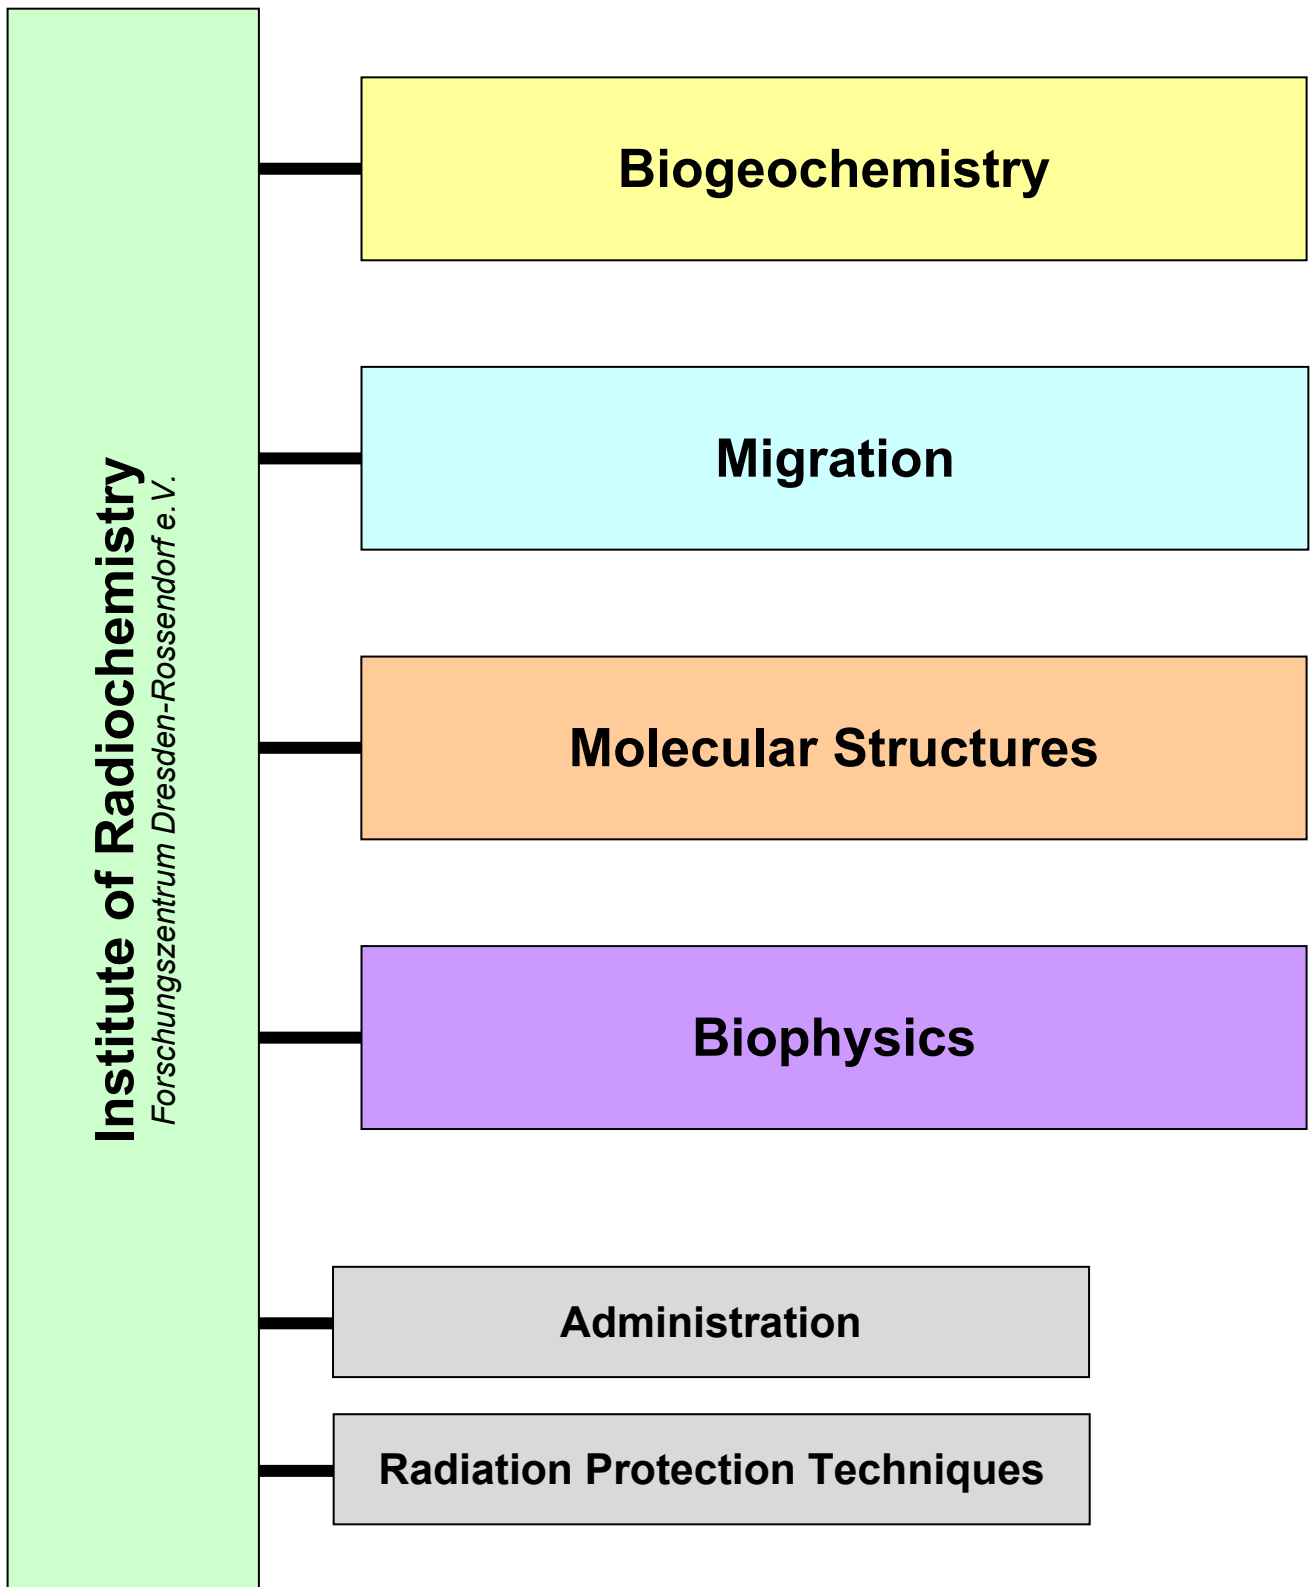 Institute of Radiochemistry
Forschungszentrum Dresden-Rossendorf e.V.
Biogeochemistry
Migration
Molecular Structures
Biophysics
Administration
Radiation Protection Techniques